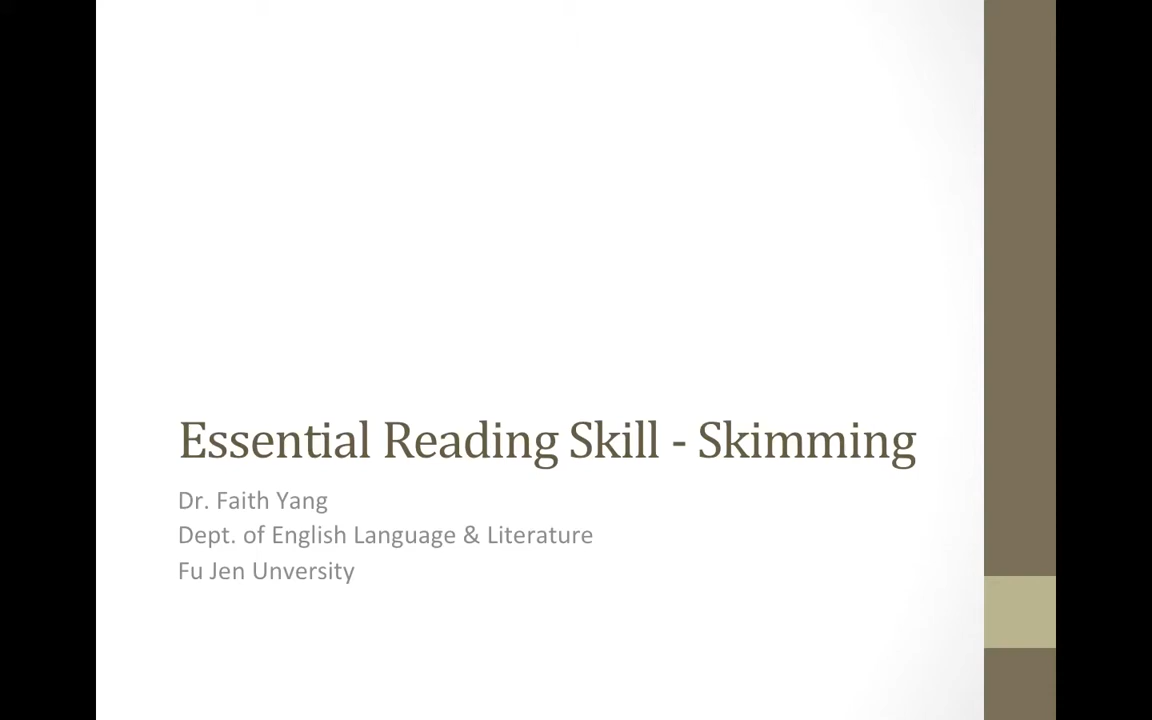 Essential Reading Skill - Skimming
Dr. Faith Yang
Dept. of English Language & Literature
Fu Jen Unversity